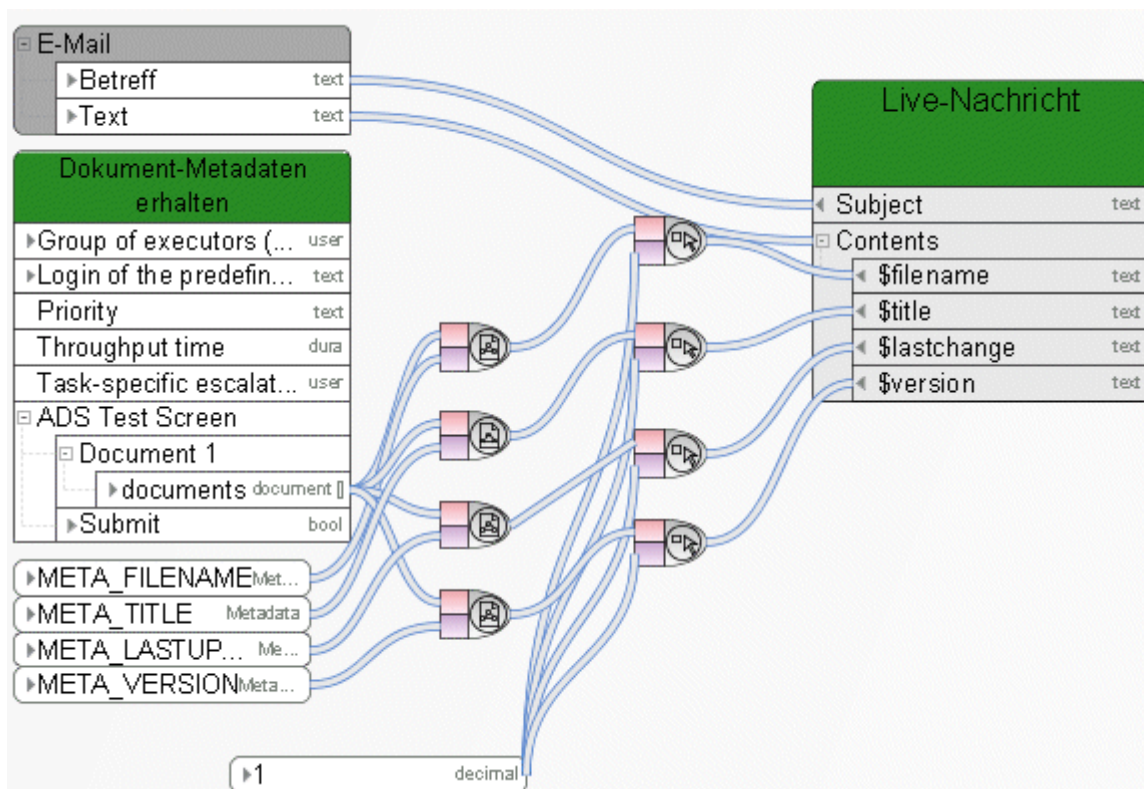 E-Mail
Betreff text
Text text
Dokument-Metadaten
erhalten
Group of executors (... user
Login of the predefin... text
Priority text
Throughput time dura
Task-specific escalat... user
ADS Test Screen
Document 1
documents document []
Submit bool
META_FILENAME Met...
META_TITLE Metadata
META_LASTUP... Me...
META_VERSION Meta...
1 decimal
Live-Nachricht
Subject text
Contents
$filename text
$title text
$lastchange text
$version text